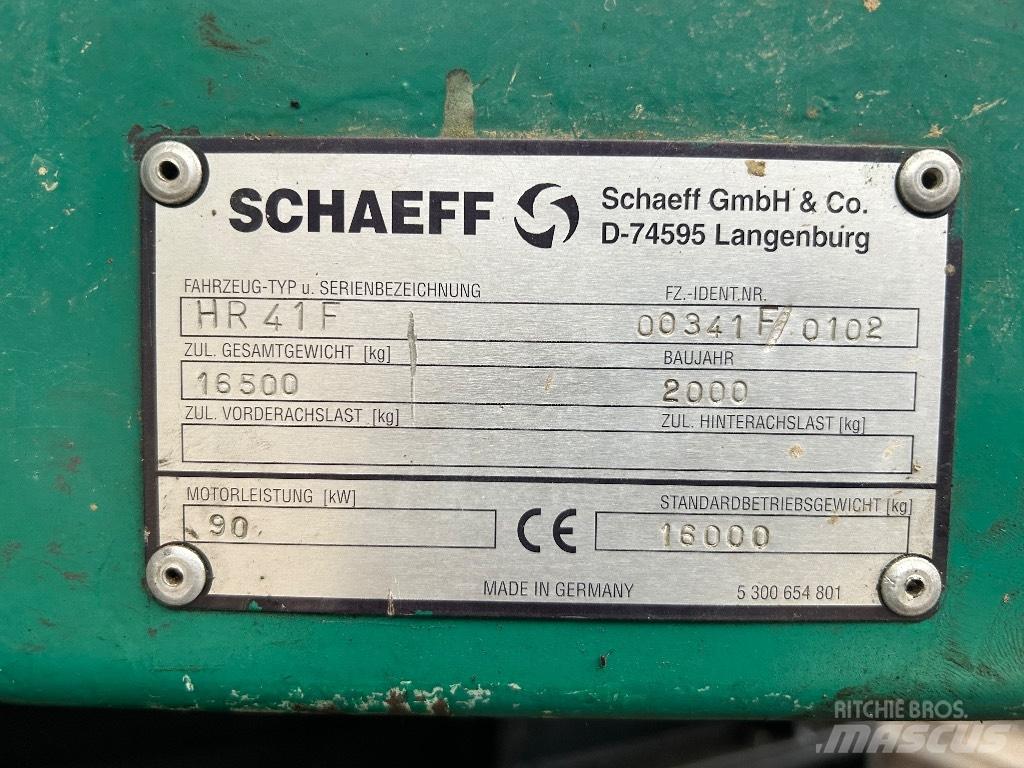 SCHAEFF Schaeff GmbH & Co.
D-74595 Langenburg
FAHRZEUG-TYP u. SERIENBEZEICHNUNG FZ.-IDENT.NR.
HR 41 F 00341F/0102
ZUL. GESAMTGEWICHT [kg] BAUJAHR
16500 2000
ZUL. VORDERACHSLAST [kg] ZUL. HINTERACHSLAST [kg]
MOTORLEISTUNG [kW] STANDARDBETRIEBSGEWICHT [kg]
90 CE 16000
MADE IN GERMANY 5 300 654 801
RITCHIE BROS.
MASCUS